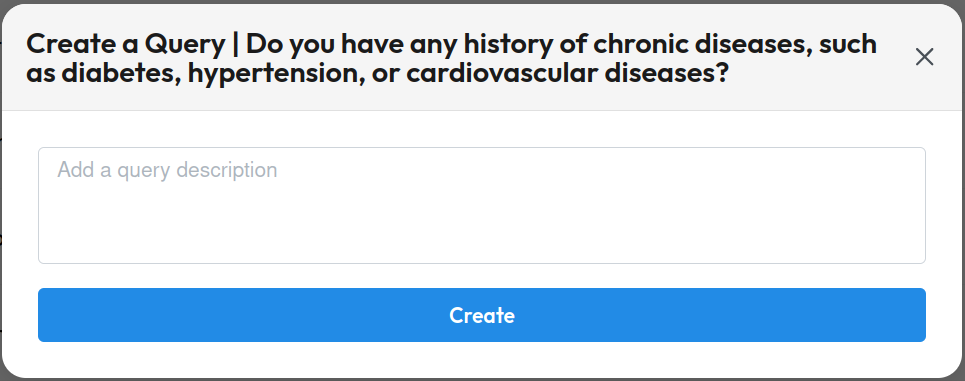 Create a Query | Do you have any history of chronic diseases, such
as diabetes, hypertension, or cardiovascular diseases?
Add a query description
Create